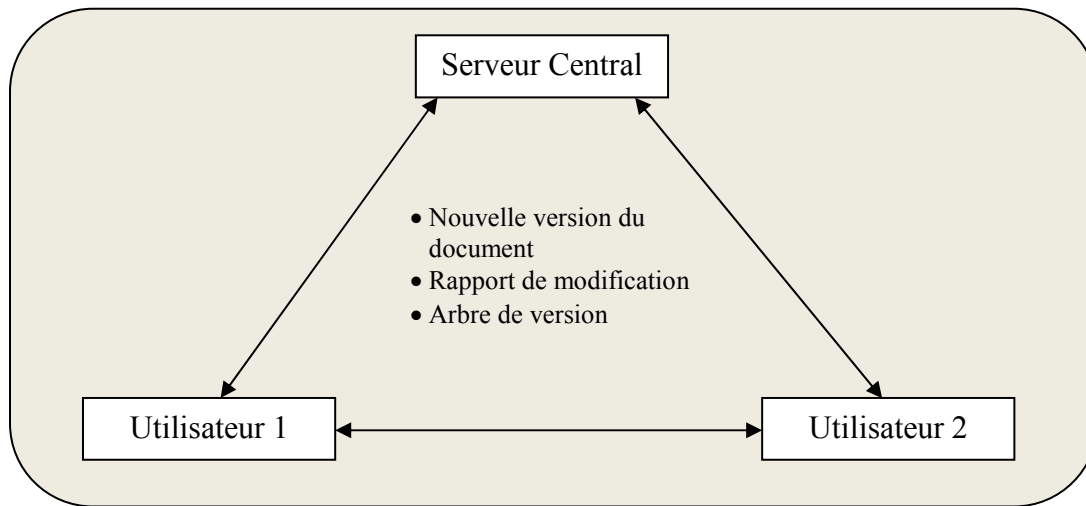 Serveur Central
• Nouvelle version du
document
• Rapport de modification
• Arbre de version
Utilisateur 1
Utilisateur 2